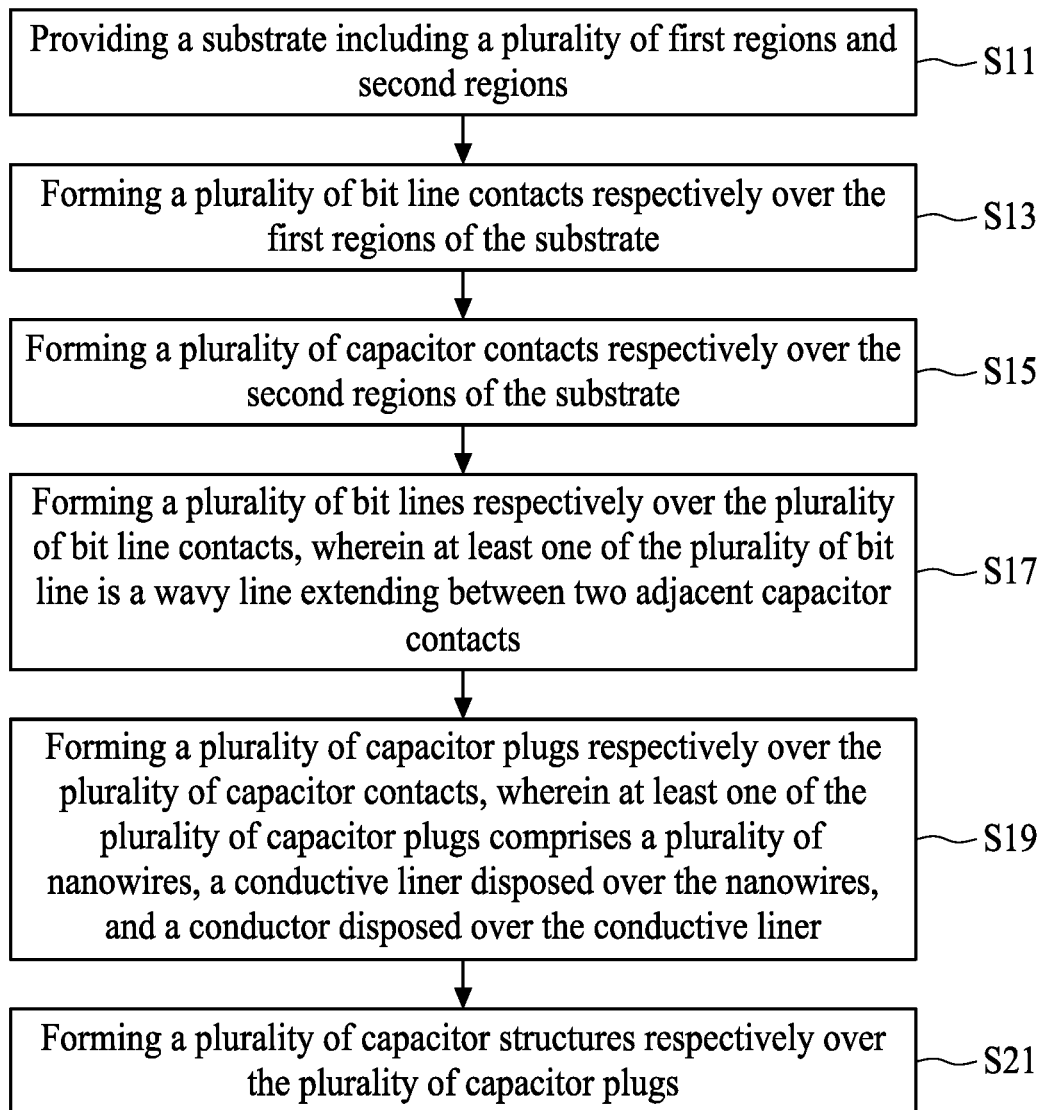 Providing a substrate including a plurality of first regions and
second regions
S11
Forming a plurality of bit line contacts respectively over the
first regions of the substrate
S13
Forming a plurality of capacitor contacts respectively over the
second regions of the substrate
S15
Forming a plurality of bit lines respectively over the plurality
of bit line contacts, wherein at least one of the plurality of bit
line is a wavy line extending between two adjacent capacitor
contacts
S17
Forming a plurality of capacitor plugs respectively over the
plurality of capacitor contacts, wherein at least one of the
plurality of capacitor plugs comprises a plurality of
nanowires, a conductive liner disposed over the nanowires,
and a conductor disposed over the conductive liner
S19
Forming a plurality of capacitor structures respectively over
the plurality of capacitor plugs
S21